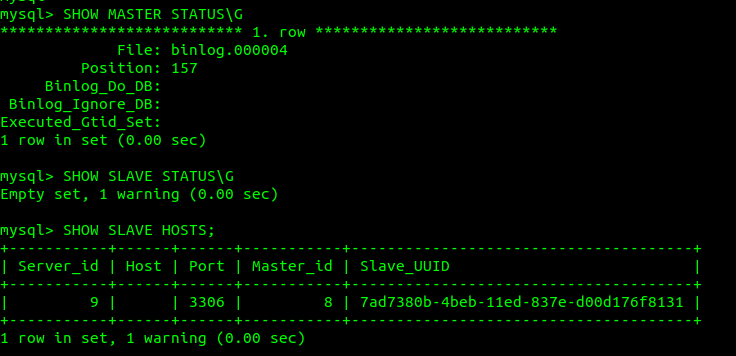 mysql> SHOW MASTER STATUS\G
*************************** 1. row ***************************
             File: binlog.000004
         Position: 157
     Binlog_Do_DB:
 Binlog_Ignore_DB:
Executed_Gtid_Set:
1 row in set (0.00 sec)

mysql> SHOW SLAVE STATUS\G
Empty set, 1 warning (0.00 sec)

mysql> SHOW SLAVE HOSTS;
+-----------+------+------+-----------+--------------------------------------+
| Server_id | Host | Port | Master_id | Slave_UUID                           |
+-----------+------+------+-----------+--------------------------------------+
|         9 |      | 3306 |         8 | 7ad7380b-4beb-11ed-837e-d00d176f8131 |
+-----------+------+------+-----------+--------------------------------------+
1 row in set, 1 warning (0.00 sec)